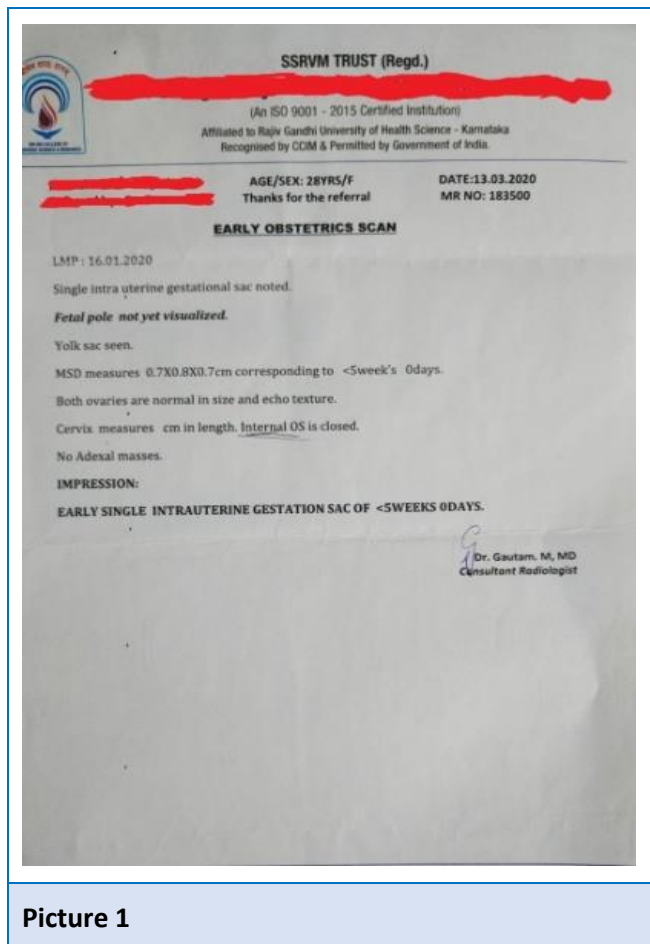 SSRVM TRUST (Regd.)
(An ISO 9001 - 2015 Certified Institution)
Affiliated to Rajiv Gandhi University of Health Science - Karnataka
Recognised by CCIM & Permitted by Government of India.
AGE/SEX: 28YRS/F DATE:13.03.2020
Thanks for the referral MR NO: 183500
EARLY OBSTETRICS SCAN
LMP : 16.01.2020
Single intra uterine gestational sac noted.
Fetal pole not yet visualized.
Yolk sac seen.
MSD measures 0.7X0.8X0.7cm corresponding to <5week's 0days.
Both ovaries are normal in size and echo texture.
Cervix measures cm in length. Internal OS is closed.
No Adexal masses.
IMPRESSION:
EARLY SINGLE INTRAUTERINE GESTATION SAC OF <5WEEKS 0DAYS.
Dr. Gautam. M, MD
Consultant Radiologist
Picture 1